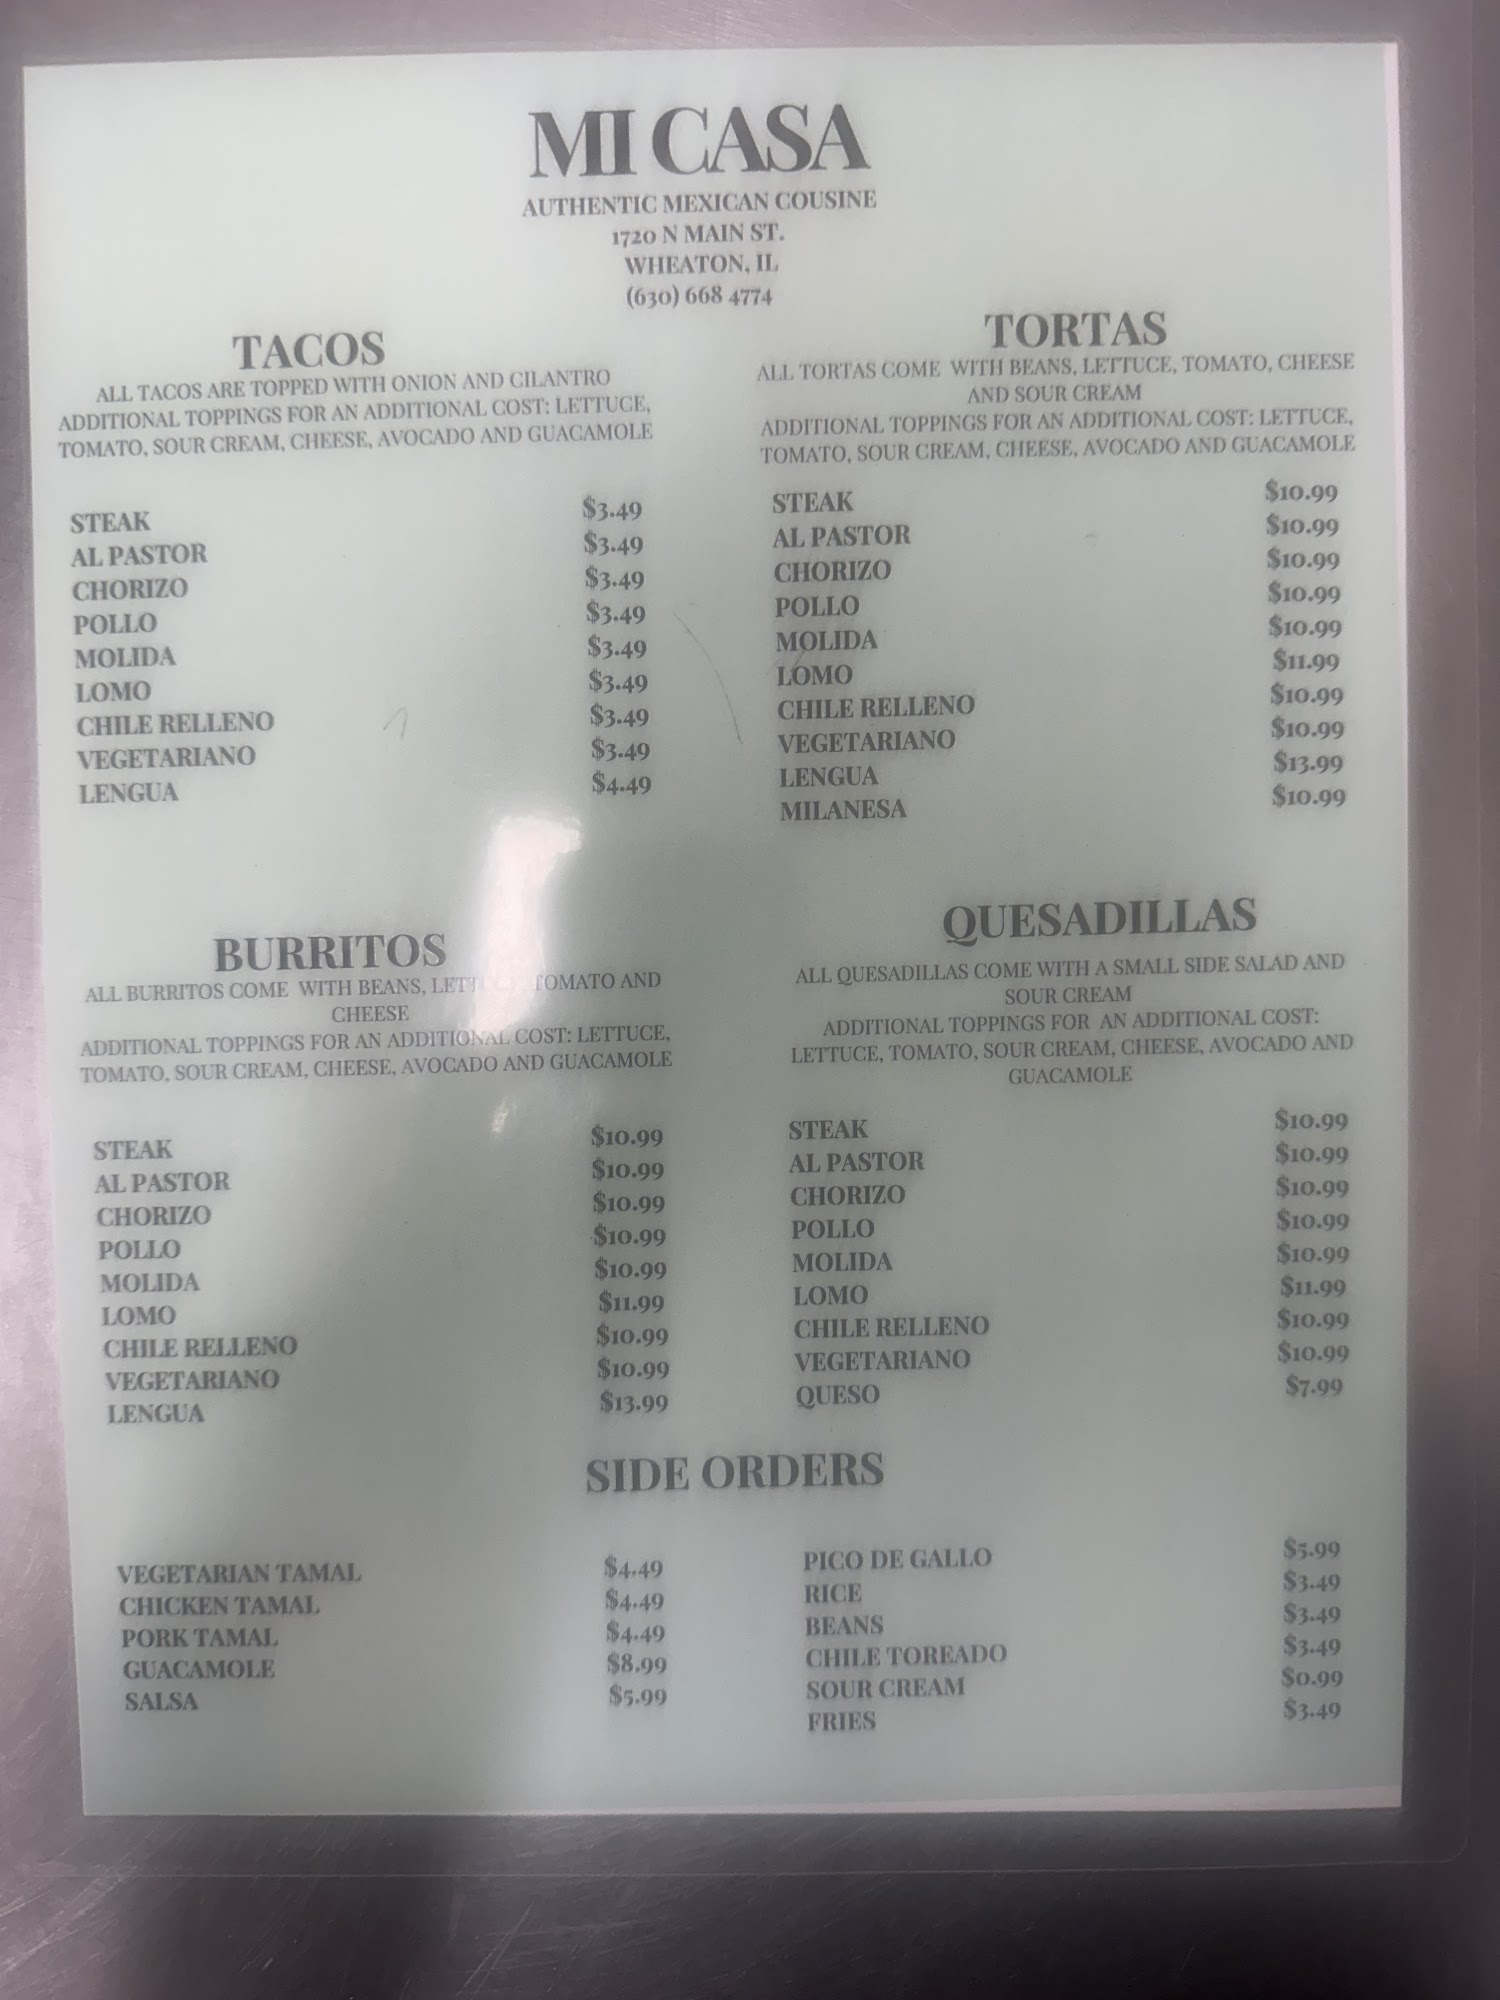 MI CASA
AUTHENTIC MEXICAN COUSINE
1720 N MAIN ST.
WHEATON, IL
(630) 668 4774
TACOS
ALL TACOS ARE TOPPED WITH ONION AND CILANTRO
ADDITIONAL TOPPINGS FOR AN ADDITIONAL COST: LETTUCE,
TOMATO, SOUR CREAM, CHEESE, AVOCADO AND GUACAMOLE
STEAK $3.49
AL PASTOR $3.49
CHORIZO $3.49
POLLO $3.49
MOLIDA $3.49
LOMO $3.49
CHILE RELLENO $3.49
VEGETARIANO $3.49
LENGUA $4.49
TORTAS
ALL TORTAS COME WITH BEANS, LETTUCE, TOMATO, CHEESE
AND SOUR CREAM
ADDITIONAL TOPPINGS FOR AN ADDITIONAL COST: LETTUCE,
TOMATO, SOUR CREAM, CHEESE, AVOCADO AND GUACAMOLE
STEAK $10.99
AL PASTOR $10.99
CHORIZO $10.99
POLLO $10.99
MOLIDA $10.99
LOMO $11.99
CHILE RELLENO $10.99
VEGETARIANO $10.99
LENGUA $13.99
MILANESA $10.99
BURRITOS
ALL BURRITOS COME WITH BEANS, LETTUCE, TOMATO AND
CHEESE
ADDITIONAL TOPPINGS FOR AN ADDITIONAL COST: LETTUCE,
TOMATO, SOUR CREAM, CHEESE, AVOCADO AND GUACAMOLE
STEAK $10.99
AL PASTOR $10.99
CHORIZO $10.99
POLLO $10.99
MOLIDA $10.99
LOMO $11.99
CHILE RELLENO $10.99
VEGETARIANO $10.99
LENGUA $13.99
QUESADILLAS
ALL QUESADILLAS COME WITH A SMALL SIDE SALAD AND
SOUR CREAM
ADDITIONAL TOPPINGS FOR AN ADDITIONAL COST:
LETTUCE, TOMATO, SOUR CREAM, CHEESE, AVOCADO AND
GUACAMOLE
STEAK $10.99
AL PASTOR $10.99
CHORIZO $10.99
POLLO $10.99
MOLIDA $10.99
LOMO $11.99
CHILE RELLENO $10.99
VEGETARIANO $10.99
QUESO $7.99
SIDE ORDERS
VEGETARIAN TAMAL $4.49
CHICKEN TAMAL $4.49
PORK TAMAL $4.49
GUACAMOLE $8.99
SALSA $5.99
PICO DE GALLO $5.99
RICE $3.49
BEANS $3.49
CHILE TOREADO $3.49
SOUR CREAM $0.99
FRIES $3.49